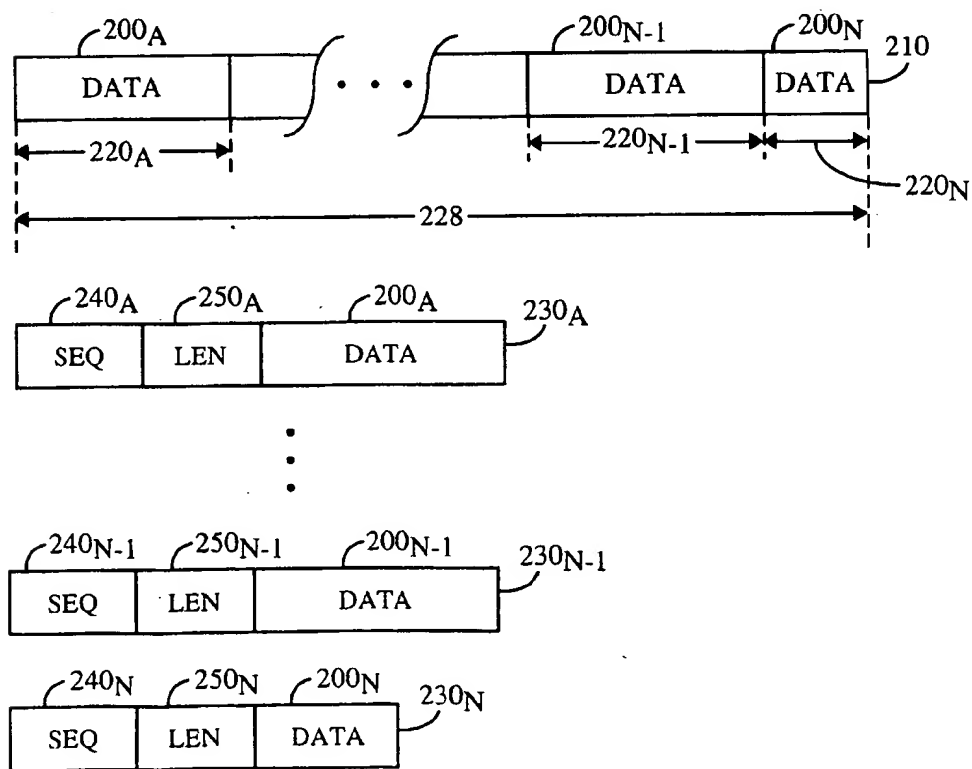 200A 200N-1 200N 210
DATA DATA DATA
220A 220N-1 220N
228
240A 250A 200A 230A
SEQ LEN DATA
240N-1 250N-1 200N-1 230N-1
SEQ LEN DATA
240N 250N 200N 230N
SEQ LEN DATA